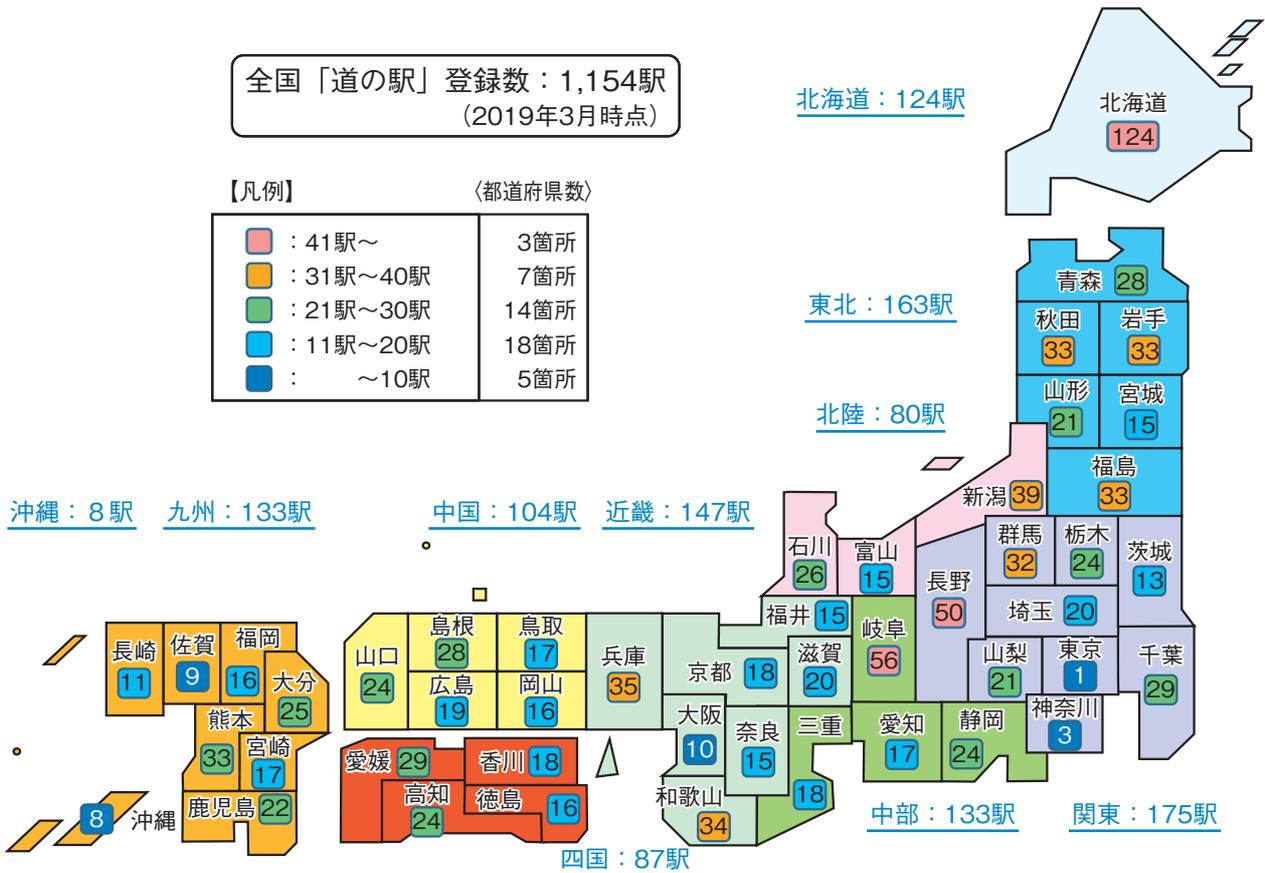 全国「道の駅」登録数：1,154駅
（2019年3月時点）
【凡例】 〈都道府県数〉
：41駅～ 3箇所
：31駅～40駅 7箇所
：21駅～30駅 14箇所
：11駅～20駅 18箇所
： ～10駅 5箇所
北海道：124駅
北海道
124
東北：163駅
青森 28
秋田
33
岩手
33
山形
21
宮城
15
福島
33
北陸：80駅
新潟 39
石川
26
富山
15
関東：175駅
群馬
32
栃木
24
茨城
13
長野
50
埼玉 20
山梨
21
東京
1
千葉
29
神奈川
3
中部：133駅
岐阜
56
愛知
17
静岡
24
三重
18
近畿：147駅
福井 15
滋賀
20
京都 18
兵庫
35
大阪
10
奈良
15
和歌山
34
中国：104駅
鳥取
17
島根
28
岡山
16
広島
19
山口
24
四国：87駅
愛媛 29
香川 18
高知
24
徳島
16
九州：133駅
福岡
16
佐賀
9
長崎
11
大分
25
熊本
33
宮崎
17
鹿児島 22
沖縄：8駅
8 沖縄